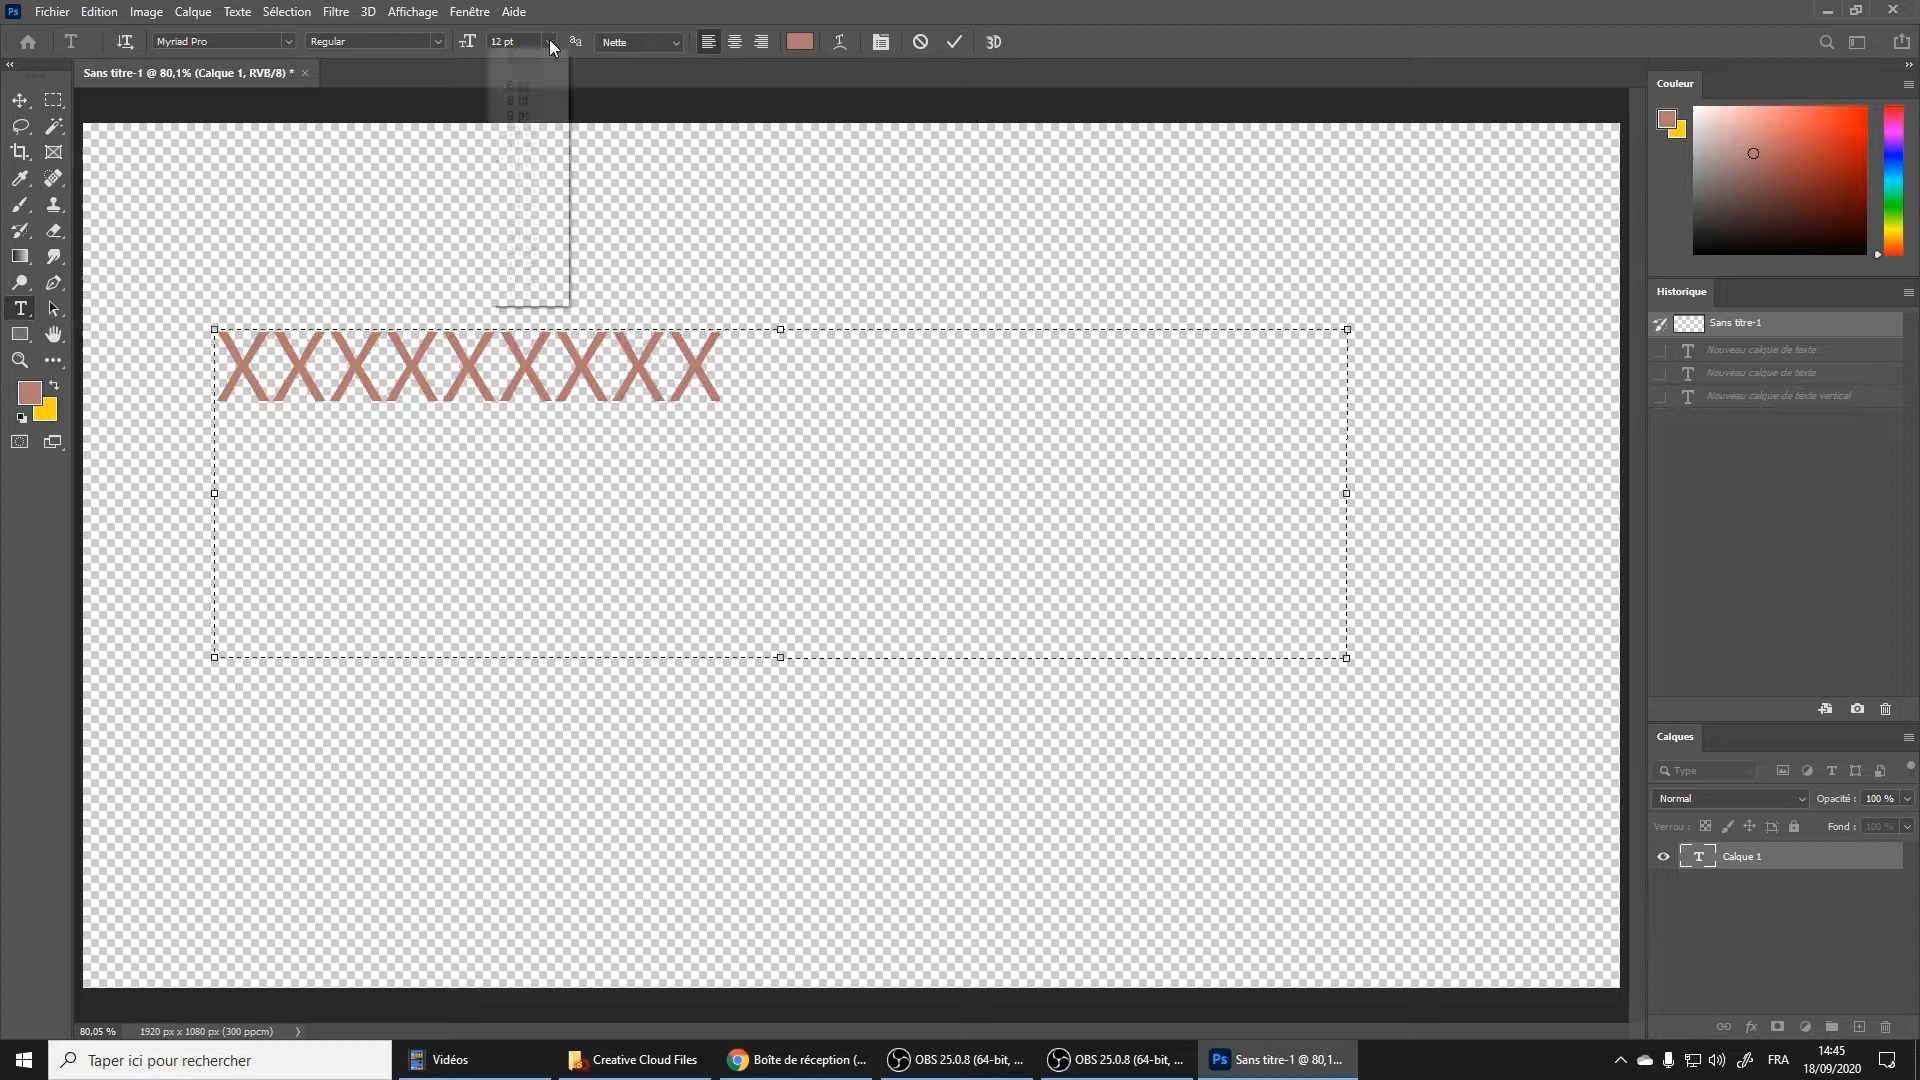 Ps Fichier Edition Image Calque Texte Sélection Filtre 3D Affichage Fenêtre Aide
Myriad Pro Regular 12 pt Nette 3D
Sans titre-1 @ 80,1% (Calque 1, RVB/8) * ×
XXXXXXXXX
Couleur
Historique
Sans titre-1
Nouveau calque de texte
Nouveau calque de texte
Nouveau calque de texte vertical
Calques
Type
Normal Opacité : 100 %
Verrou : Fond : 100 %
Calque 1
80,05 % 1920 px x 1080 px (300 ppcm)
Taper ici pour rechercher
Vidéos
Creative Cloud Files
Boîte de réception (...
OBS 25.0.8 (64-bit, ...
OBS 25.0.8 (64-bit, ...
Ps Sans titre-1 @ 80,1...
FRA
14:45
18/09/2020